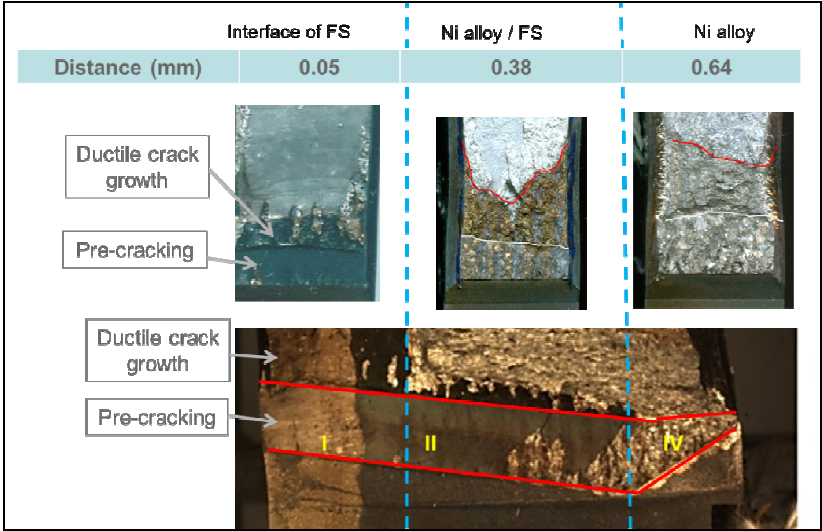 Interface of FS Ni alloy / FS Ni alloy
Distance (mm) 0.05 0.38 0.64
Ductile crack
growth
Pre-cracking
Ductile crack
growth
Pre-cracking
I II IV